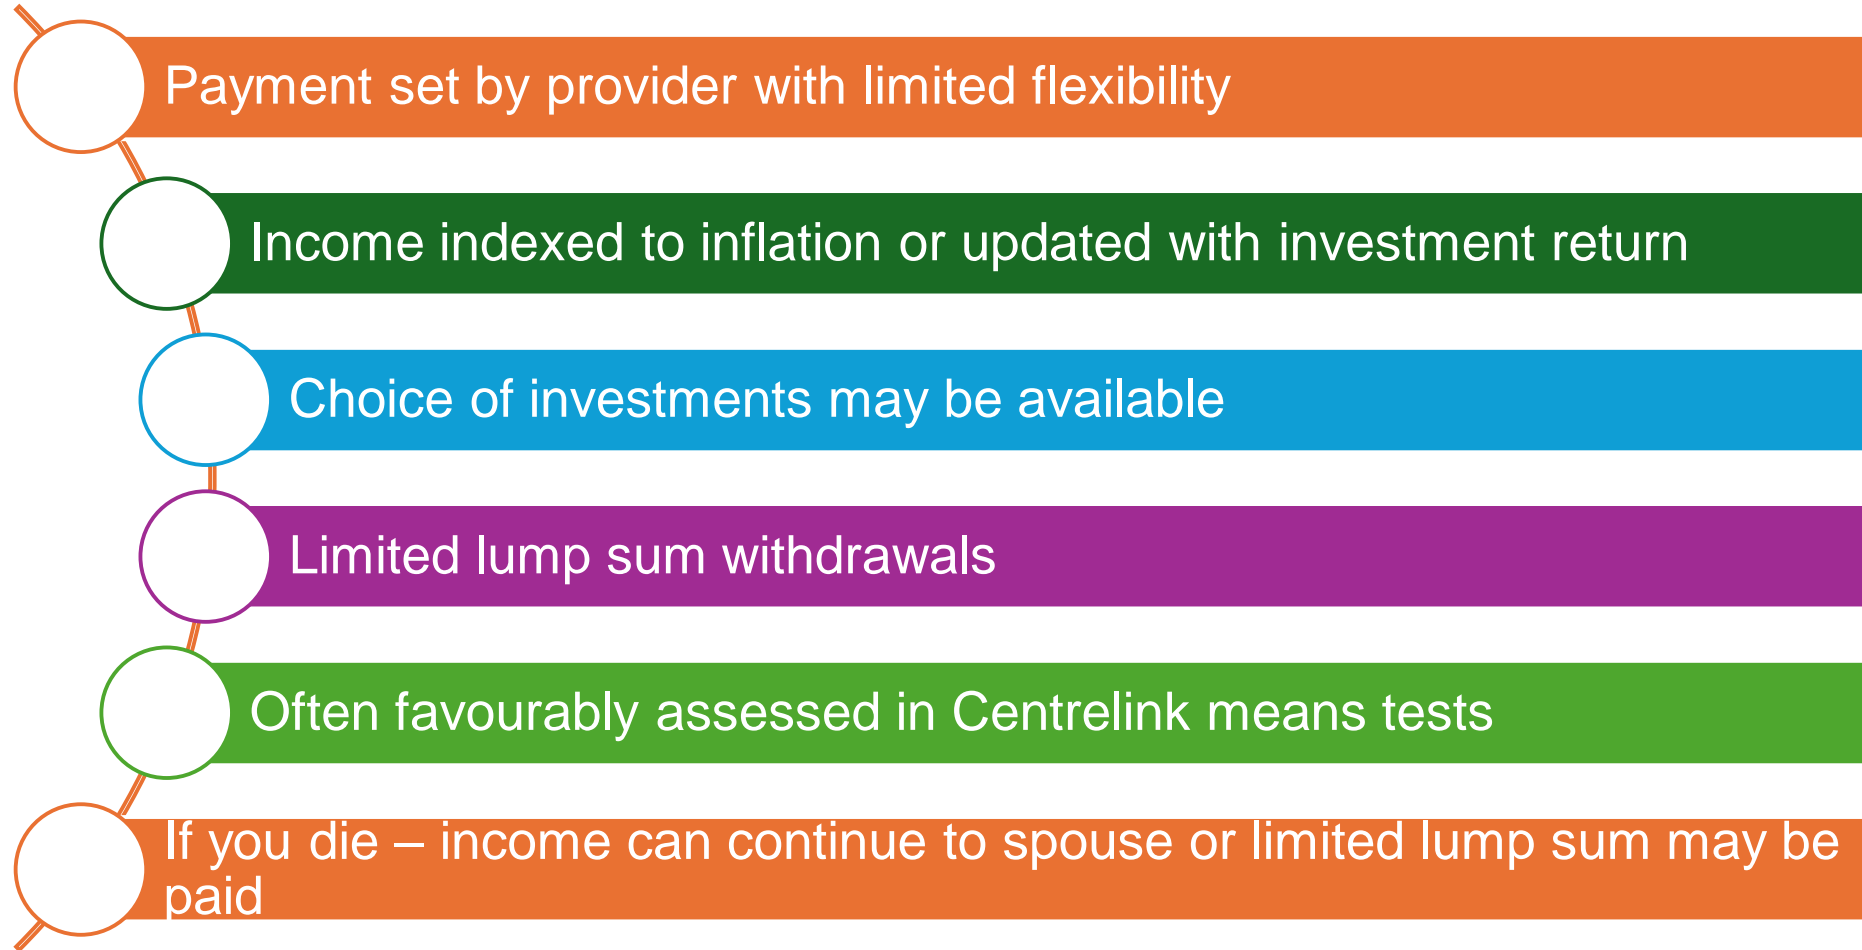 Payment set by provider with limited flexibility
Income indexed to inflation or updated with investment return
Choice of investments may be available
Limited lump sum withdrawals
Often favourably assessed in Centrelink means tests
If you die – income can continue to spouse or limited lump sum may be
paid